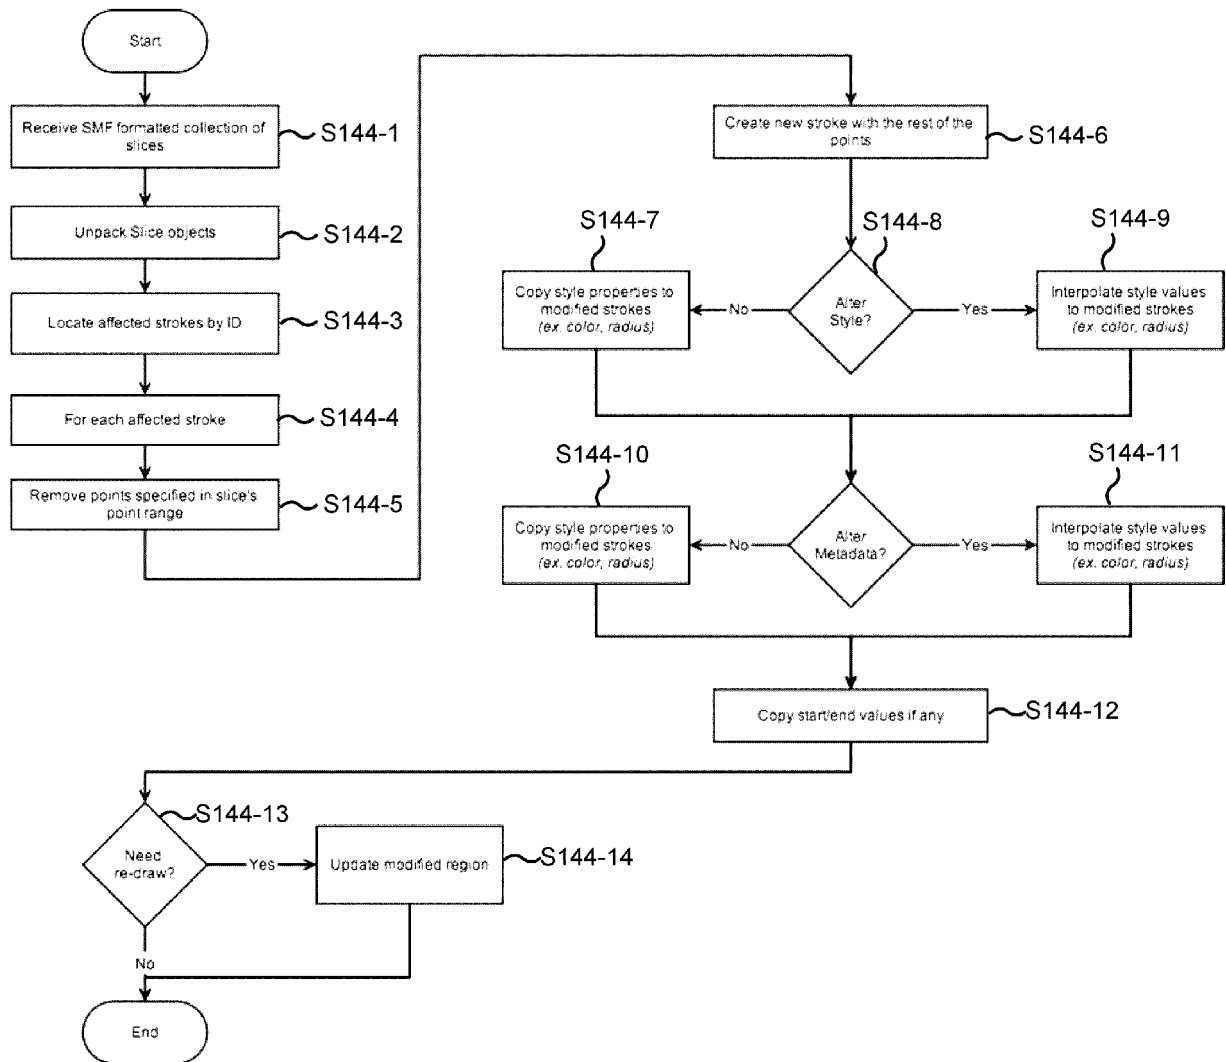 Start
Receive SMF formatted collection of
slices
S144-1
Unpack Slice objects
S144-2
Locate affected strokes by ID
S144-3
For each affected stroke
S144-4
Remove points specified in slice's
point range
S144-5
Create new stroke with the rest of the
points
S144-6
S144-7
S144-8
S144-9
Copy style properties to
modified strokes
(ex. color, radius)
No
Alter
Style?
Yes
Interpolate style values
to modified strokes
(ex. color, radius)
S144-10
S144-11
Copy style properties to
modified strokes
(ex. color, radius)
No
Alter
Metadata?
Yes
Interpolate style values
to modified strokes
(ex. color, radius)
Copy start/end values if any
S144-12
S144-13
Need
re-draw?
Yes
Update modified region
S144-14
No
End